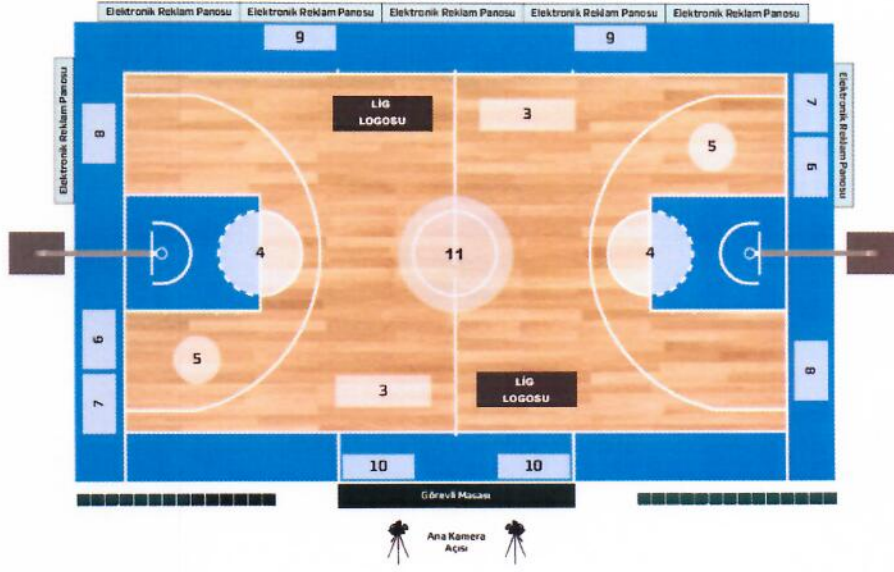 Elektronik Reklam Panosu Elektronik Reklam Panosu Elektronik Reklam Panosu Elektronik Reklam Panosu Elektronik Reklam Panosu
9 9
Elektronik Reklam Panosu
Elektronik Reklam Panosu
LİG
LOGOSU
3
8
7
5
6
4
11
4
6
5
7
3
LİG
LOGOSU
8
10 10
Görevli Masası
Ana Kamera
Açısı